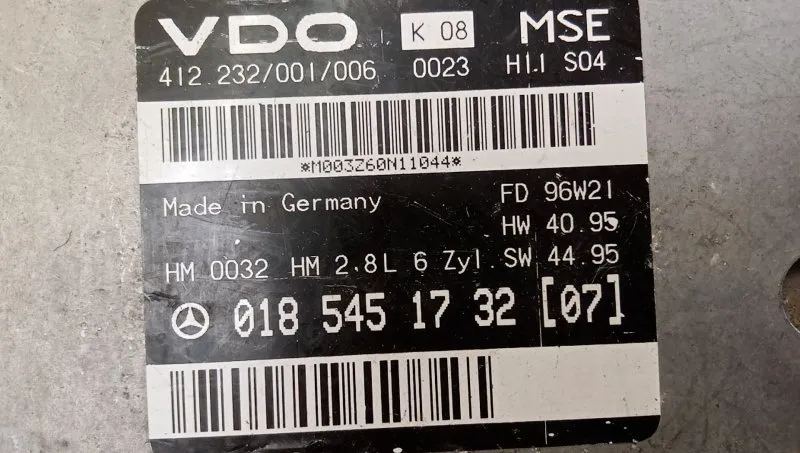 VDO K 08 MSE
412.232/001/006 0023 H1.1 S04
*M003Z60N11044*
Made in Germany FD 96W21
HW 40.95
HM 0032 HM 2.8L 6 Zyl. SW 44.95
018 545 17 32 [07]